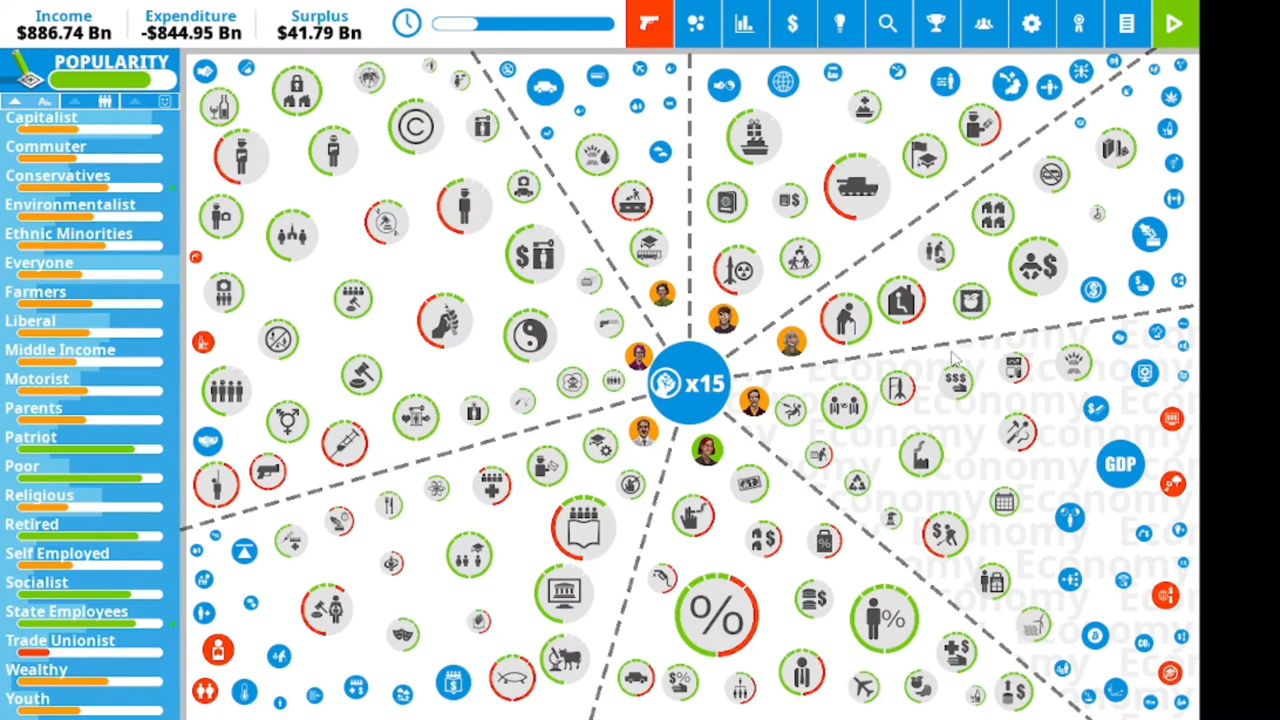 Income
$886.74 Bn
Expenditure
-$844.95 Bn
Surplus
$41.79 Bn
POPULARITY
Capitalist
Commuter
Conservatives
Environmentalist
Ethnic Minorities
Everyone
Farmers
Liberal
Middle Income
Motorist
Parents
Patriot
Poor
Religious
Retired
Self Employed
Socialist
State Employees
Trade Unionist
Wealthy
Youth
x15
GDP
Economy
$$$